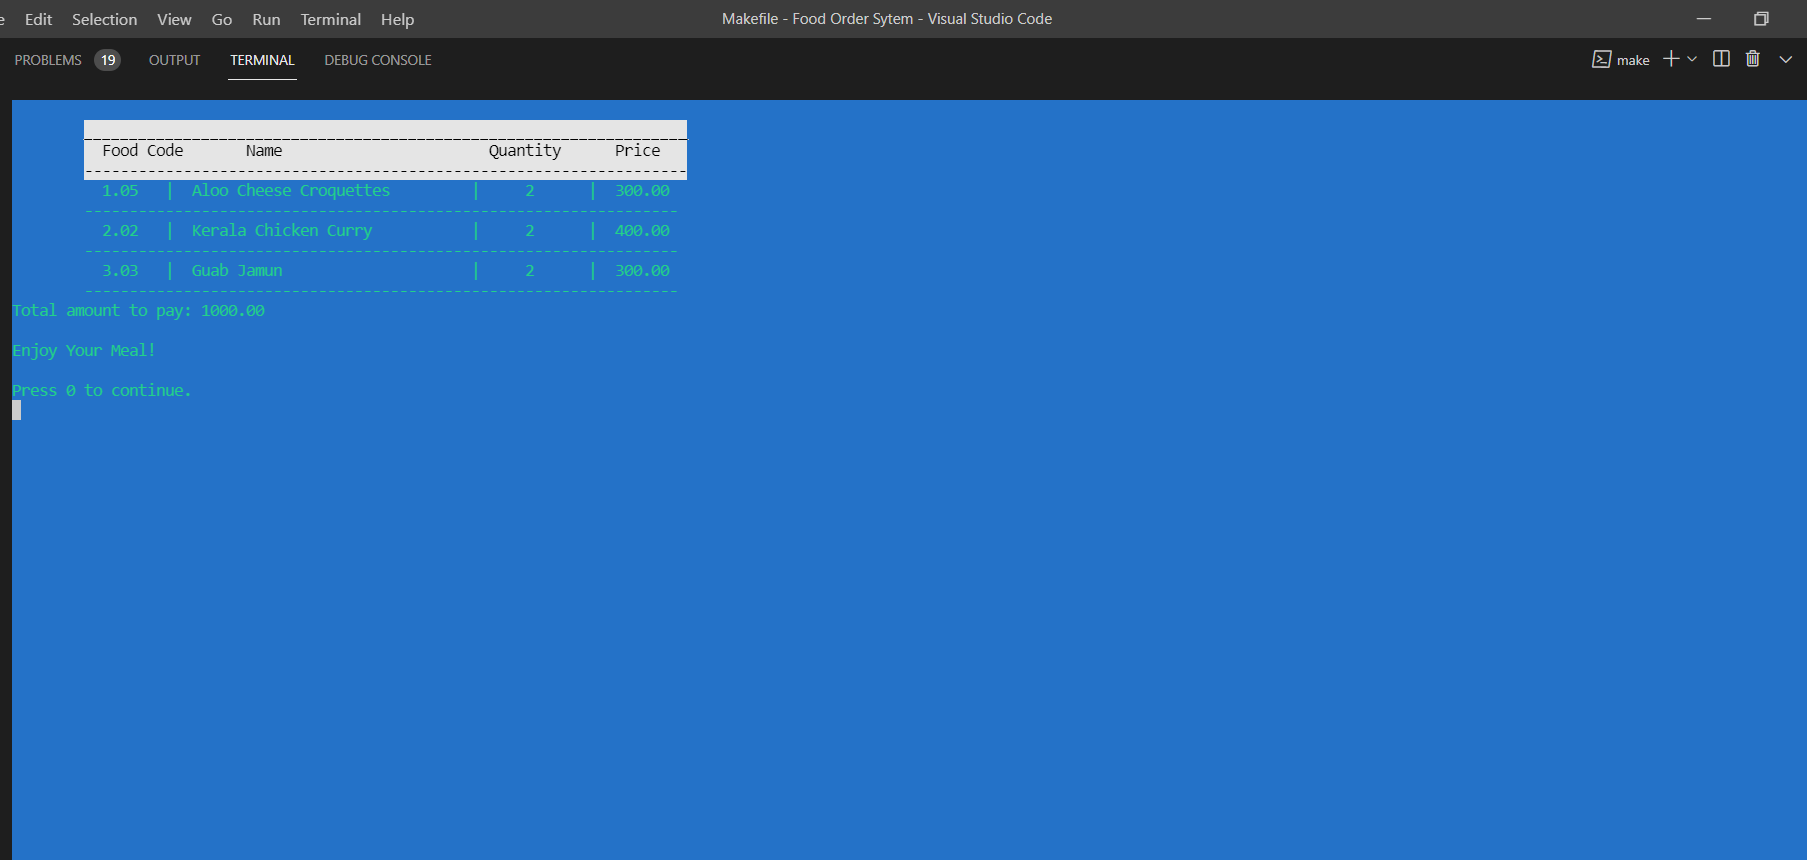 Edit Selection View Go Run Terminal Help Makefile - Food Order Sytem - Visual Studio Code
PROBLEMS 19 OUTPUT TERMINAL DEBUG CONSOLE make
Food Code Name Quantity Price
1.05 | Aloo Cheese Croquettes | 2 | 300.00
2.02 | Kerala Chicken Curry | 2 | 400.00
3.03 | Guab Jamun | 2 | 300.00
Total amount to pay: 1000.00
Enjoy Your Meal!
Press 0 to continue.